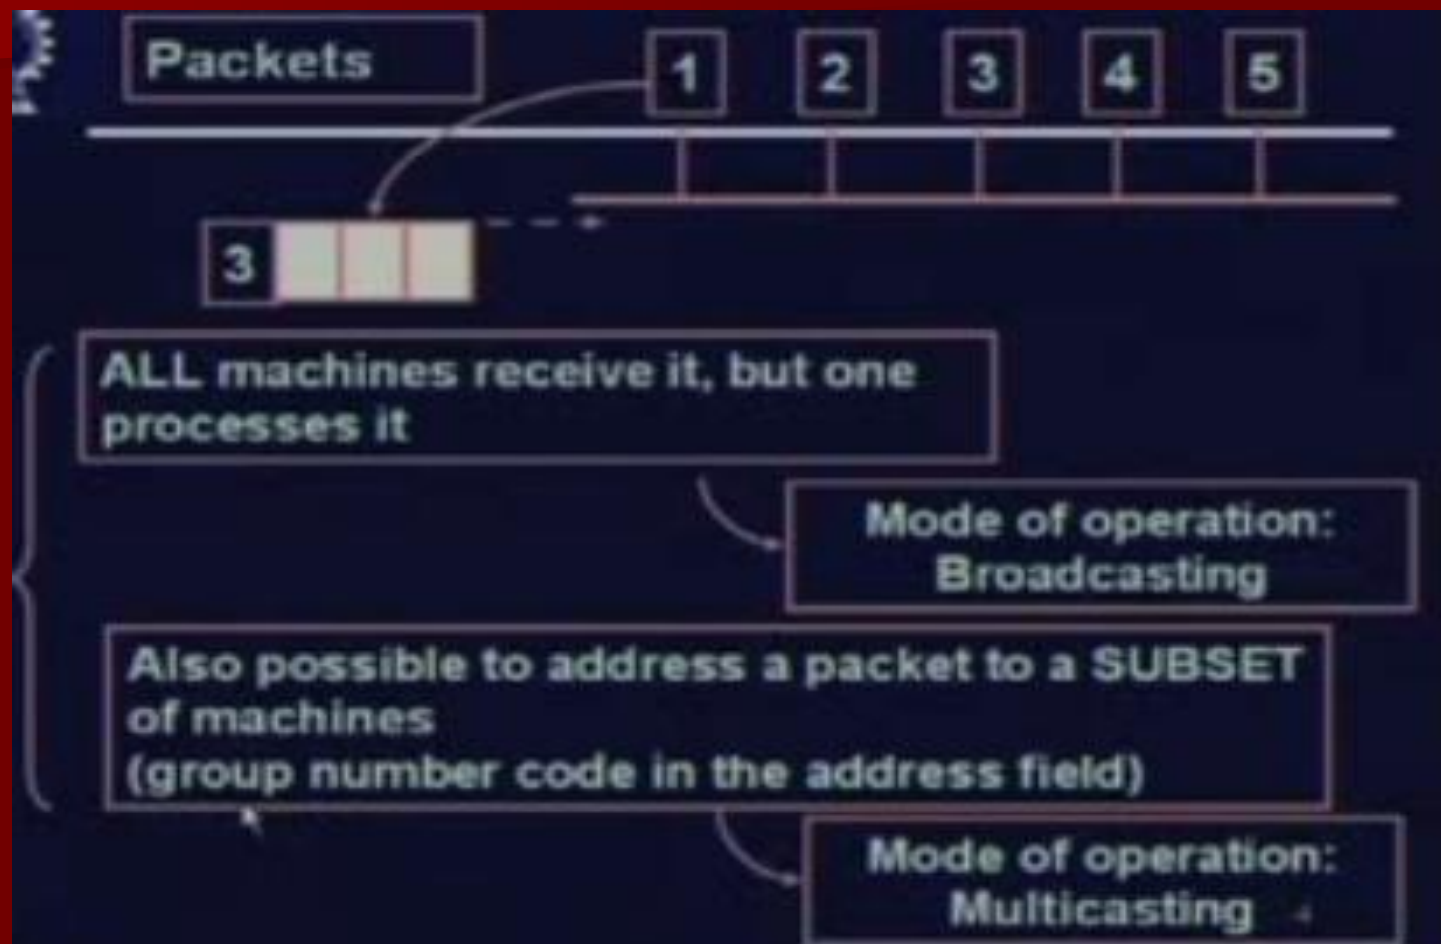 Packets
1 2 3 4 5
3
ALL machines receive it, but one
processes it
Mode of operation:
Broadcasting
Also possible to address a packet to a SUBSET
of machines
(group number code in the address field)
Mode of operation:
Multicasting